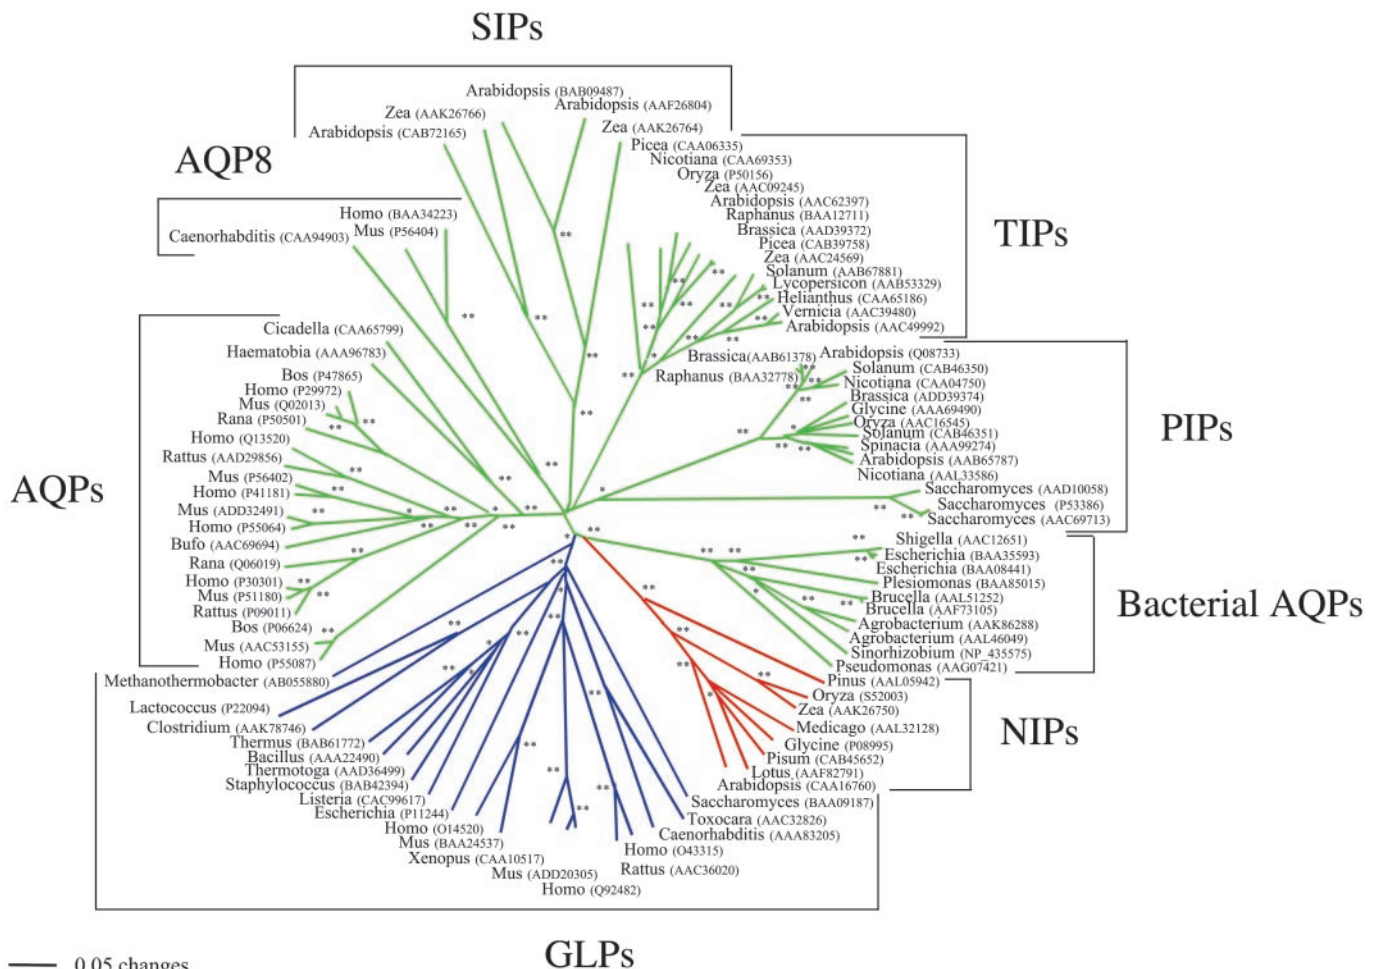 SIPs
Arabidopsis (BAB09487)
Arabidopsis (AAF26804)
Zea (AAK26766)
Zea (AAK26764)
Arabidopsis (CAB72165)
Picea (CAA06335)
Nicotiana (CAA69353)
Oryza (P50156)
Zea (AAC09245)
Arabidopsis (AAC62397)
Raphanus (BAA12711)
Brassica (AAD39372)
Picea (CAB39758)
Zea (AAC24569)
Solanum (AAB67881)
Lycopersicon (AAB53329)
Helianthus (CAA65186)
Vernicia (AAC39480)
Arabidopsis (AAC49992)
TIPs
AQP8
Homo (BAA34223)
Mus (P56404)
Caenorhabditis (CAA94903)
Brassica(AAB61378)
Arabidopsis (Q08733)
Raphanus (BAA32778)
Solanum (CAB46350)
Nicotiana (CAA04750)
Brassica (ADD39374)
Glycine (AAA69490)
Oryza (AAC16545)
Solanum (CAB46351)
Spinacia (AAA99274)
Arabidopsis (AAB65787)
Nicotiana (AAL33586)
Saccharomyces (AAD10058)
Saccharomyces (P53386)
Saccharomyces (AAC69713)
PIPs
Cicadella (CAA65799)
Haematobia (AAA96783)
Bos (P47865)
Homo (P29972)
Mus (Q02013)
Rana (P50501)
Homo (Q13520)
Rattus (AAD29856)
Mus (P56402)
Homo (P41181)
Mus (ADD32491)
Homo (P55064)
Bufo (AAC69694)
Rana (Q06019)
Homo (P30301)
Mus (P51180)
Rattus (P09011)
Bos (P06624)
Mus (AAC53155)
Homo (P55087)
AQPs
Shigella (AAC12651)
Escherichia (BAA35593)
Escherichia (BAA08441)
Plesiomonas (BAA85015)
Brucella (AAL51252)
Brucella (AAF73105)
Agrobacterium (AAK86288)
Agrobacterium (AAL46049)
Sinorhizobium (NP_435575)
Pseudomonas (AAG07421)
Bacterial AQPs
Pinus (AAL05942)
Oryza (S52003)
Zea (AAK26750)
Medicago (AAL32128)
Glycine (P08995)
Pisum (CAB45652)
Lotus (AAF82791)
Arabidopsis (CAA16760)
NIPs
Methanothermobacter (AB055880)
Lactococcus (P22094)
Clostridium (AAK78746)
Thermus (BAB61772)
Bacillus (AAA22490)
Thermotoga (AAD36499)
Staphylococcus (BAB42394)
Listeria (CAC99617)
Escherichia (P11244)
Homo (O14520)
Mus (BAA24537)
Xenopus (CAA10517)
Mus (ADD20305)
Homo (Q92482)
Rattus (AAC36020)
Homo (O43315)
Caenorhabditis (AAA83205)
Toxocara (AAC32826)
Saccharomyces (BAA09187)
GLPs
0.05 changes